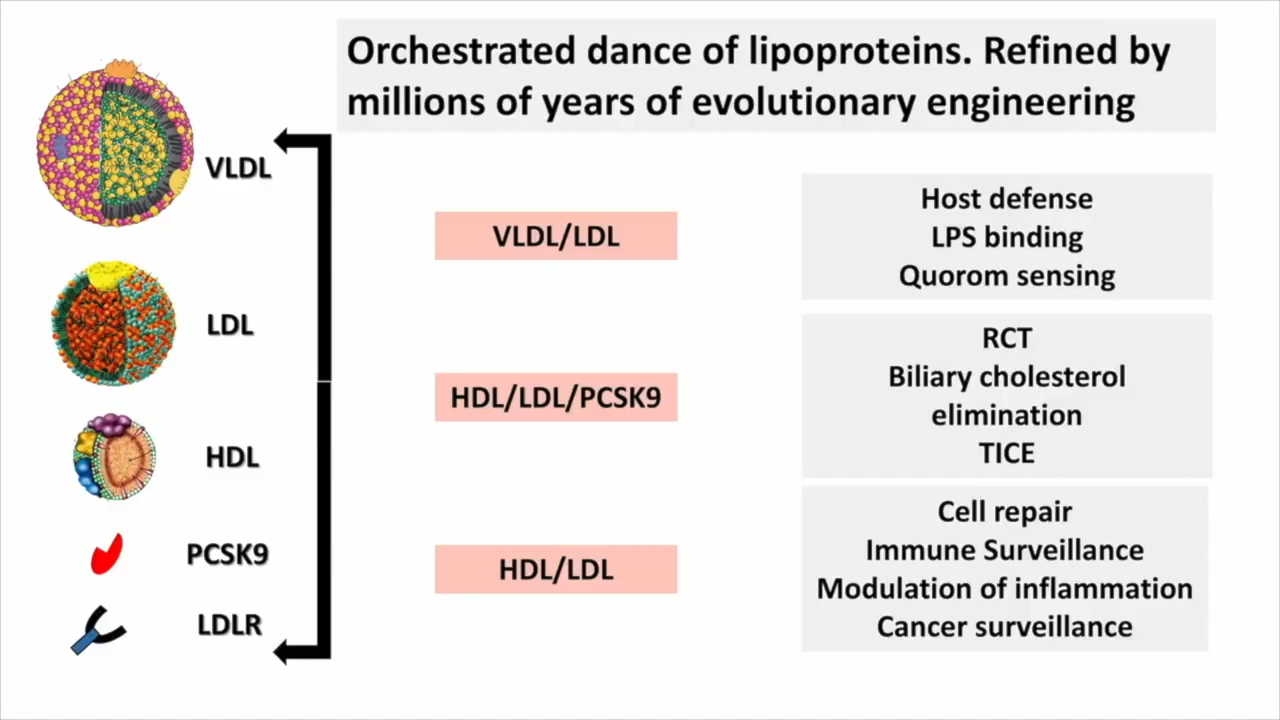 Orchestrated dance of lipoproteins. Refined by
millions of years of evolutionary engineering
VLDL
LDL
HDL
PCSK9
LDLR
VLDL/LDL
Host defense
LPS binding
Quorom sensing
HDL/LDL/PCSK9
RCT
Biliary cholesterol
elimination
TICE
HDL/LDL
Cell repair
Immune Surveillance
Modulation of inflammation
Cancer surveillance